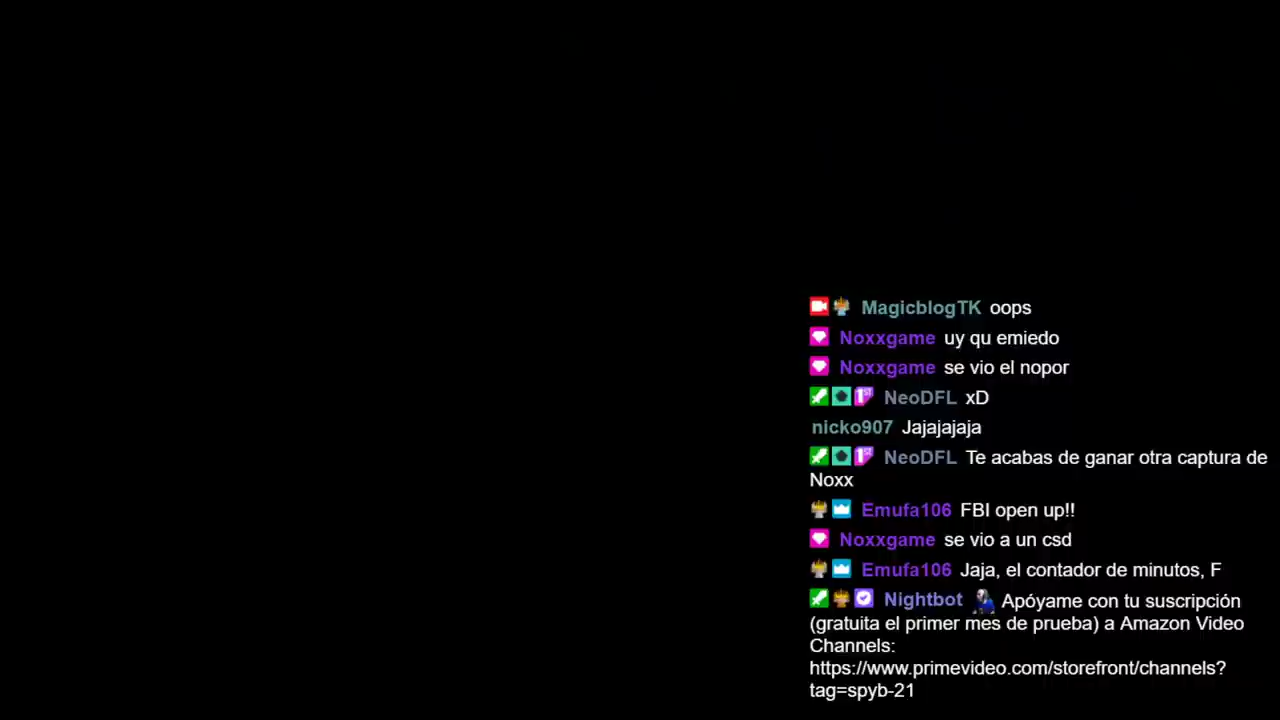 MagicblogTK oops
Noxxgame uy qu emiedo
Noxxgame se vio el nopor
NeoDFL xD
nicko907 Jajajajaja
NeoDFL Te acabas de ganar otra captura de
Noxx
Emufa106 FBI open up!!
Noxxgame se vio a un csd
Emufa106 Jaja, el contador de minutos, F
Nightbot Apóyame con tu suscripción
(gratuita el primer mes de prueba) a Amazon Video
Channels:
https://www.primevideo.com/storefront/channels?
tag=spyb-21